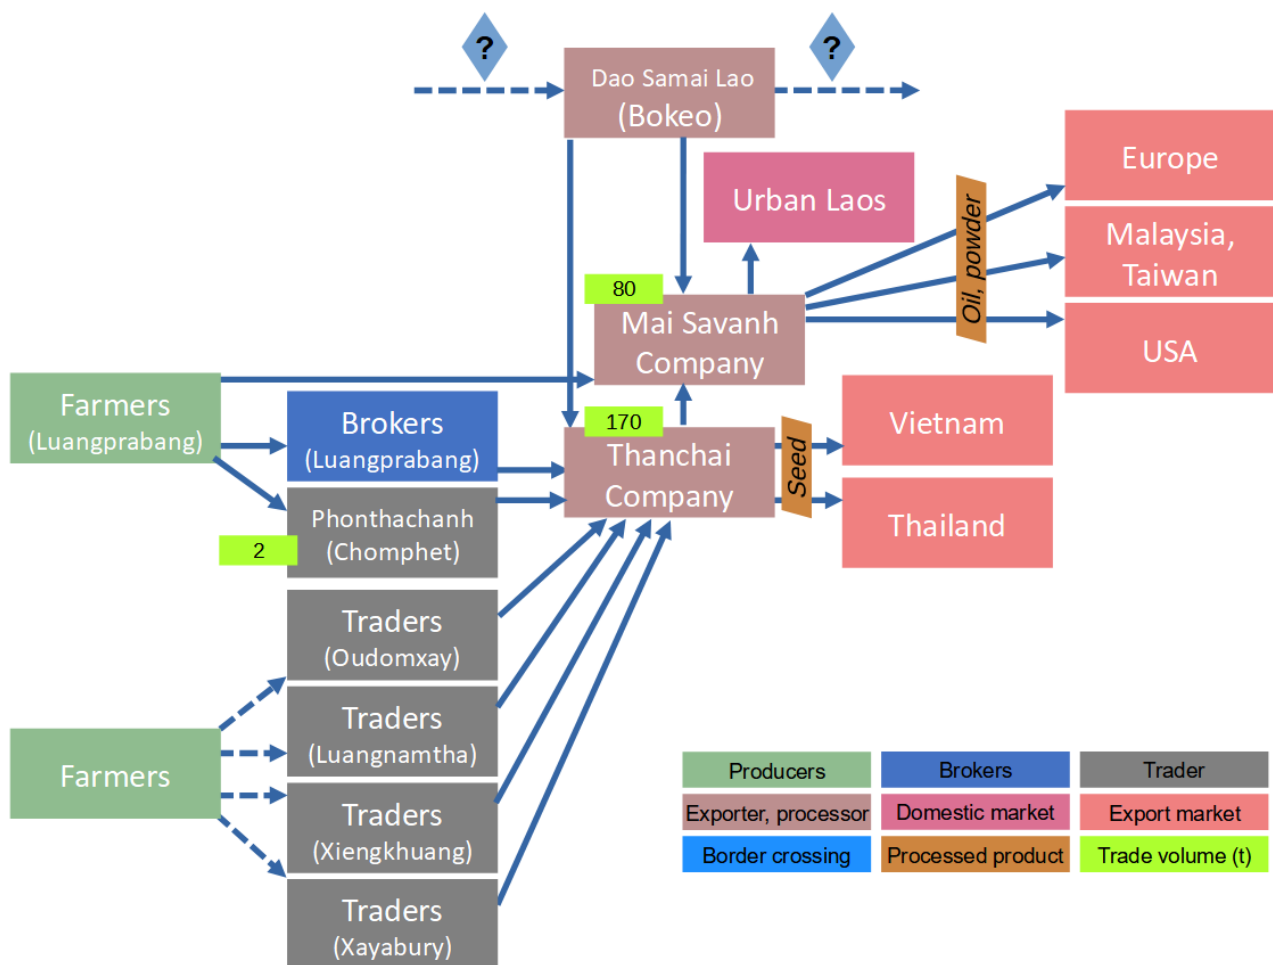 ?
?
Dao Samai Lao
(Bokeo)
Urban Laos
Oil, powder
Europe
Malaysia,
Taiwan
USA
80
Mai Savanh
Company
Farmers
(Luangprabang)
Brokers
(Luangprabang)
170
Thanchai
Company
Seed
Vietnam
Thailand
Phonthachanh
(Chomphet)
2
Traders
(Oudomxay)
Traders
(Luangnamtha)
Farmers
Traders
(Xiengkhuang)
Traders
(Xayabury)
Producers
Brokers
Trader
Exporter, processor
Domestic market
Export market
Border crossing
Processed product
Trade volume (t)